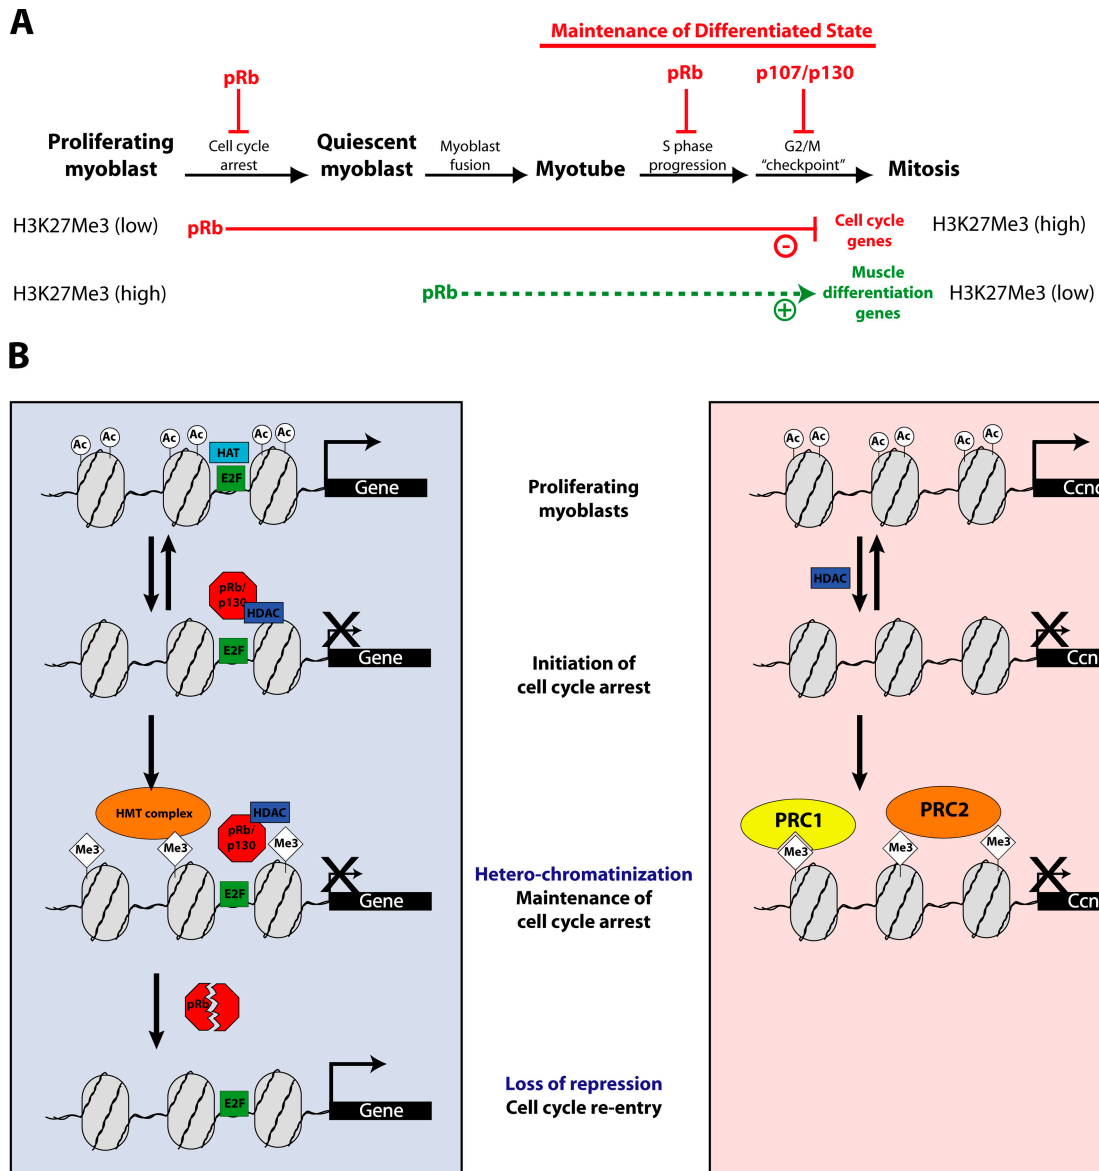 A
Maintenance of Differentiated State
pRb
pRb
p107/p130
Proliferating
myoblast
Cell cycle
arrest
Quiescent
myoblast
Myoblast
fusion
Myotube
S phase
progression
G2/M
“checkpoint”
Mitosis
H3K27Me3 (low)
pRb
-
Cell cycle
genes
H3K27Me3 (high)
H3K27Me3 (high)
pRb
+
Muscle
differentiation
genes
H3K27Me3 (low)
B
Ac
Ac
Ac
Ac
Ac
Ac
HAT
E2F
Gene
Proliferating
myoblasts
Ac
Ac
Ac
Ac
Ac
Ac
Ccnd
pRb/
p130
HDAC
E2F
Gene
Initiation of
cell cycle arrest
HDAC
Ccn
HMT complex
HDAC
pRb/
p130
Me3
Me3
Me3
E2F
Gene
Hetero-chromatinization
Maintenance of
cell cycle arrest
PRC1
PRC2
Me3
Me3
Me3
Ccn
pRb
E2F
Gene
Loss of repression
Cell cycle re-entry